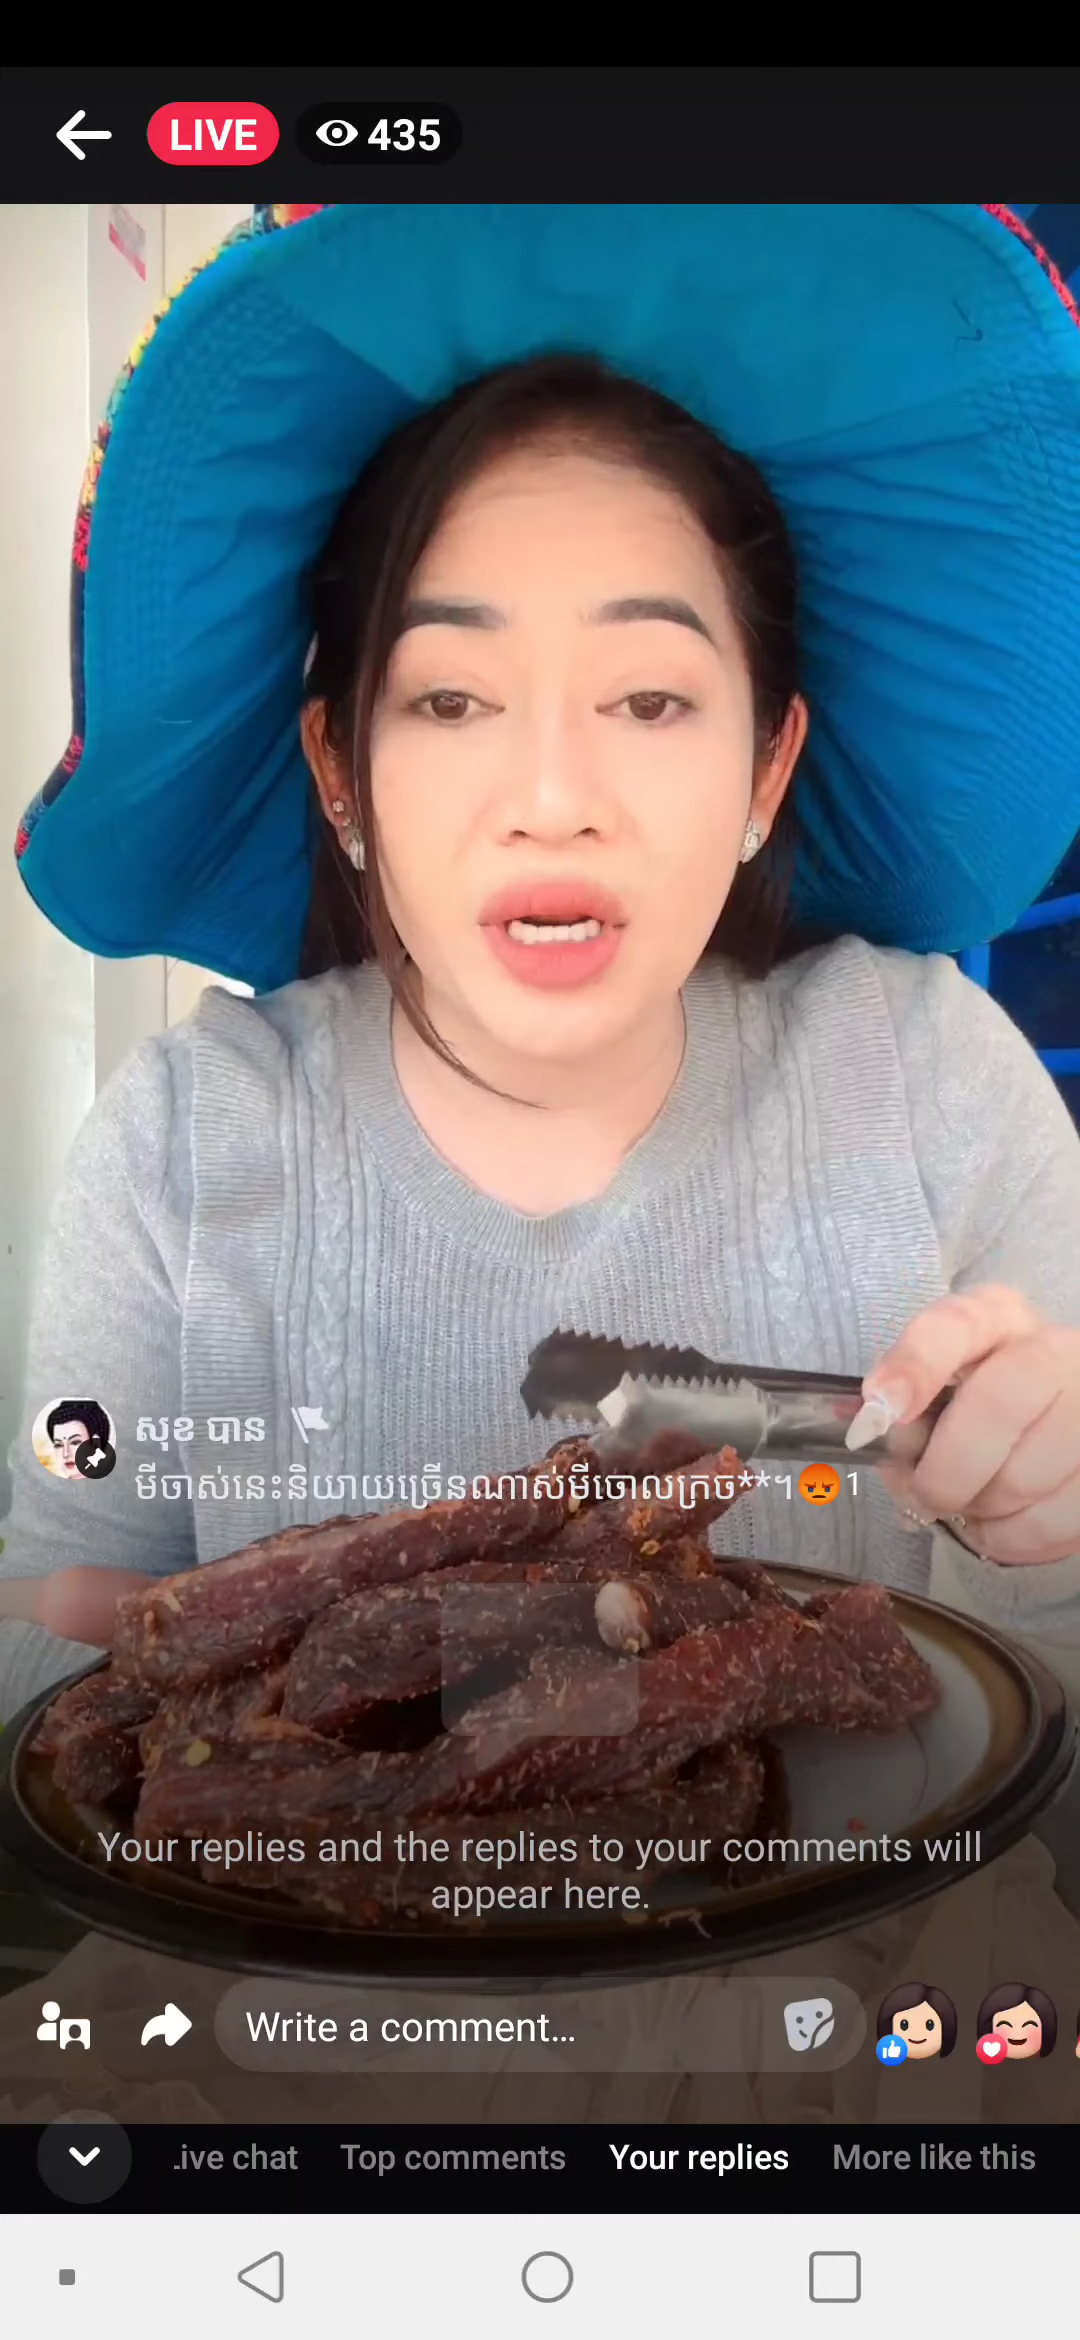 LIVE
435
សុខ បាន
មីចាស់នេះនិយាយច្រើនណាស់មីចោលក្រច**។😡1
Your replies and the replies to your comments will
appear here.
Write a comment...
ive chat
Top comments
Your replies
More like this